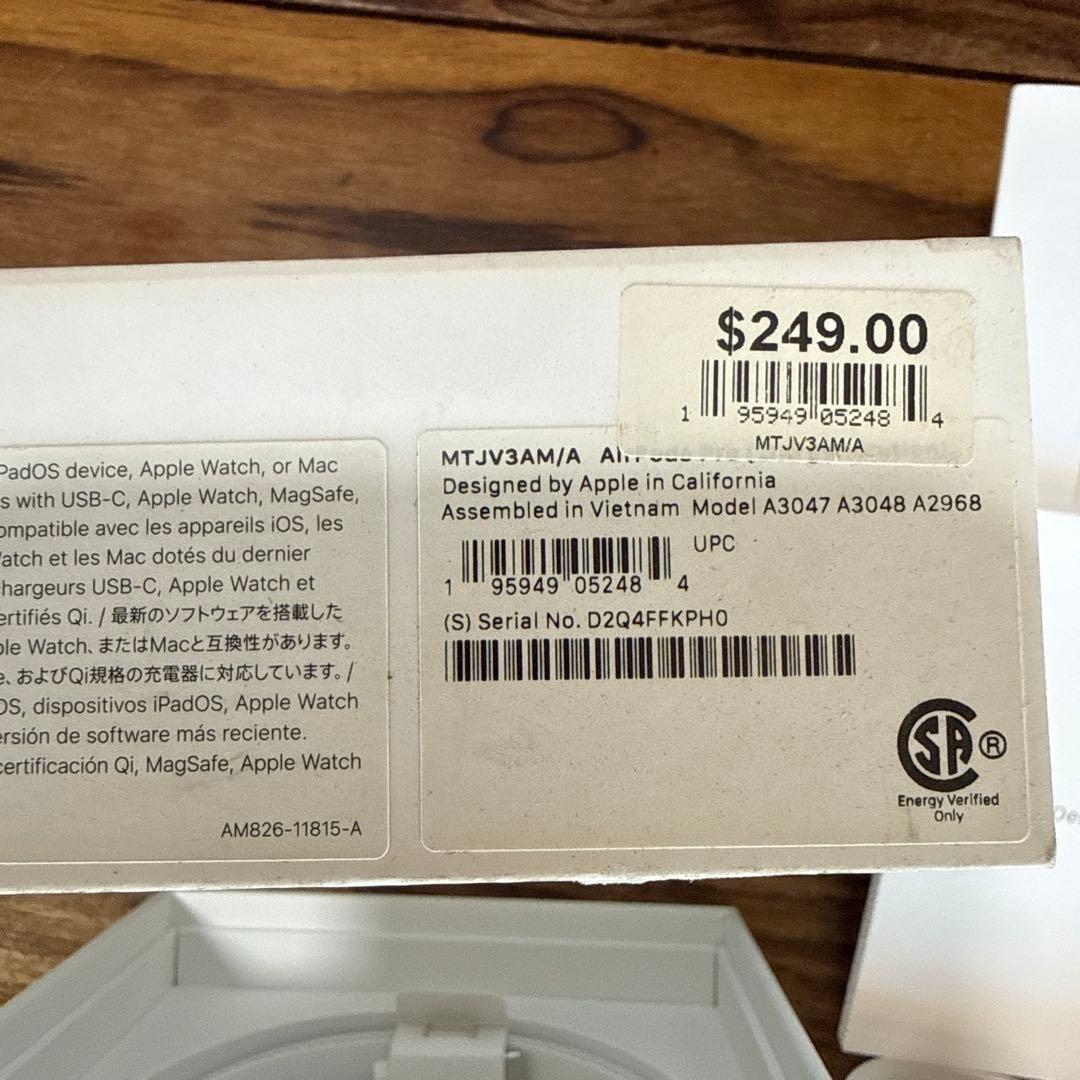 $249.00
1 95949 05248 4
MTJV3AM/A
PadOS device, Apple Watch, or Mac
s with USB-C, Apple Watch, MagSafe,
ompatible avec les appareils iOS, les
Watch et les Mac dotés du dernier
chargeurs USB-C, Apple Watch et
ertifiés Qi. / 最新のソフトウェアを搭載した
ple Watch、またはMacと互換性があります。
e、およびQi規格の充電器に対応しています。/
OS, dispositivos iPadOS, Apple Watch
ersión de software más reciente.
certificación Qi, MagSafe, Apple Watch
AM826-11815-A
MTJV3AM/A
Designed by Apple in California
Assembled in Vietnam Model A3047 A3048 A2968
UPC
1 95949 05248 4
(S) Serial No. D2Q4FFKPH0
CSA ®
Energy Verified
Only